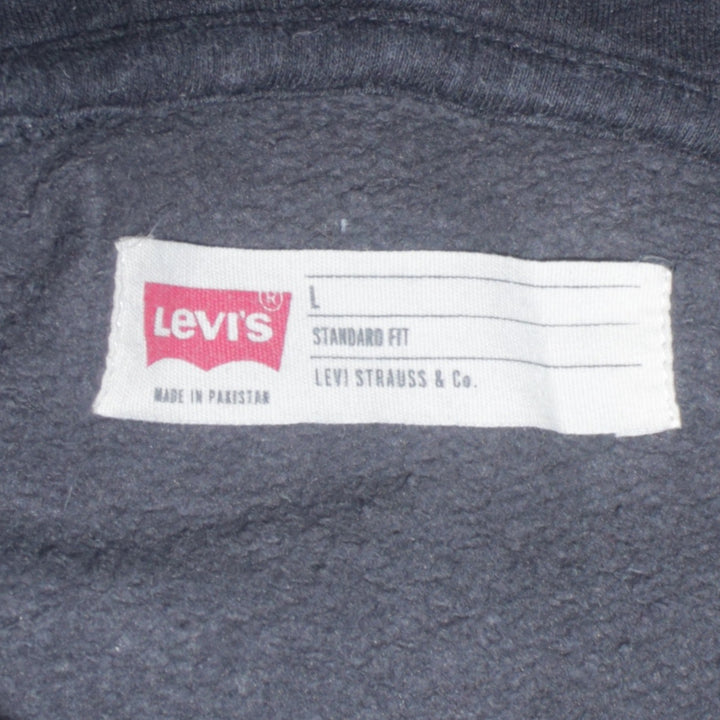 LEVI'S ®
MADE IN PAKISTAN
L
STANDARD FIT
LEVI STRAUSS & Co.